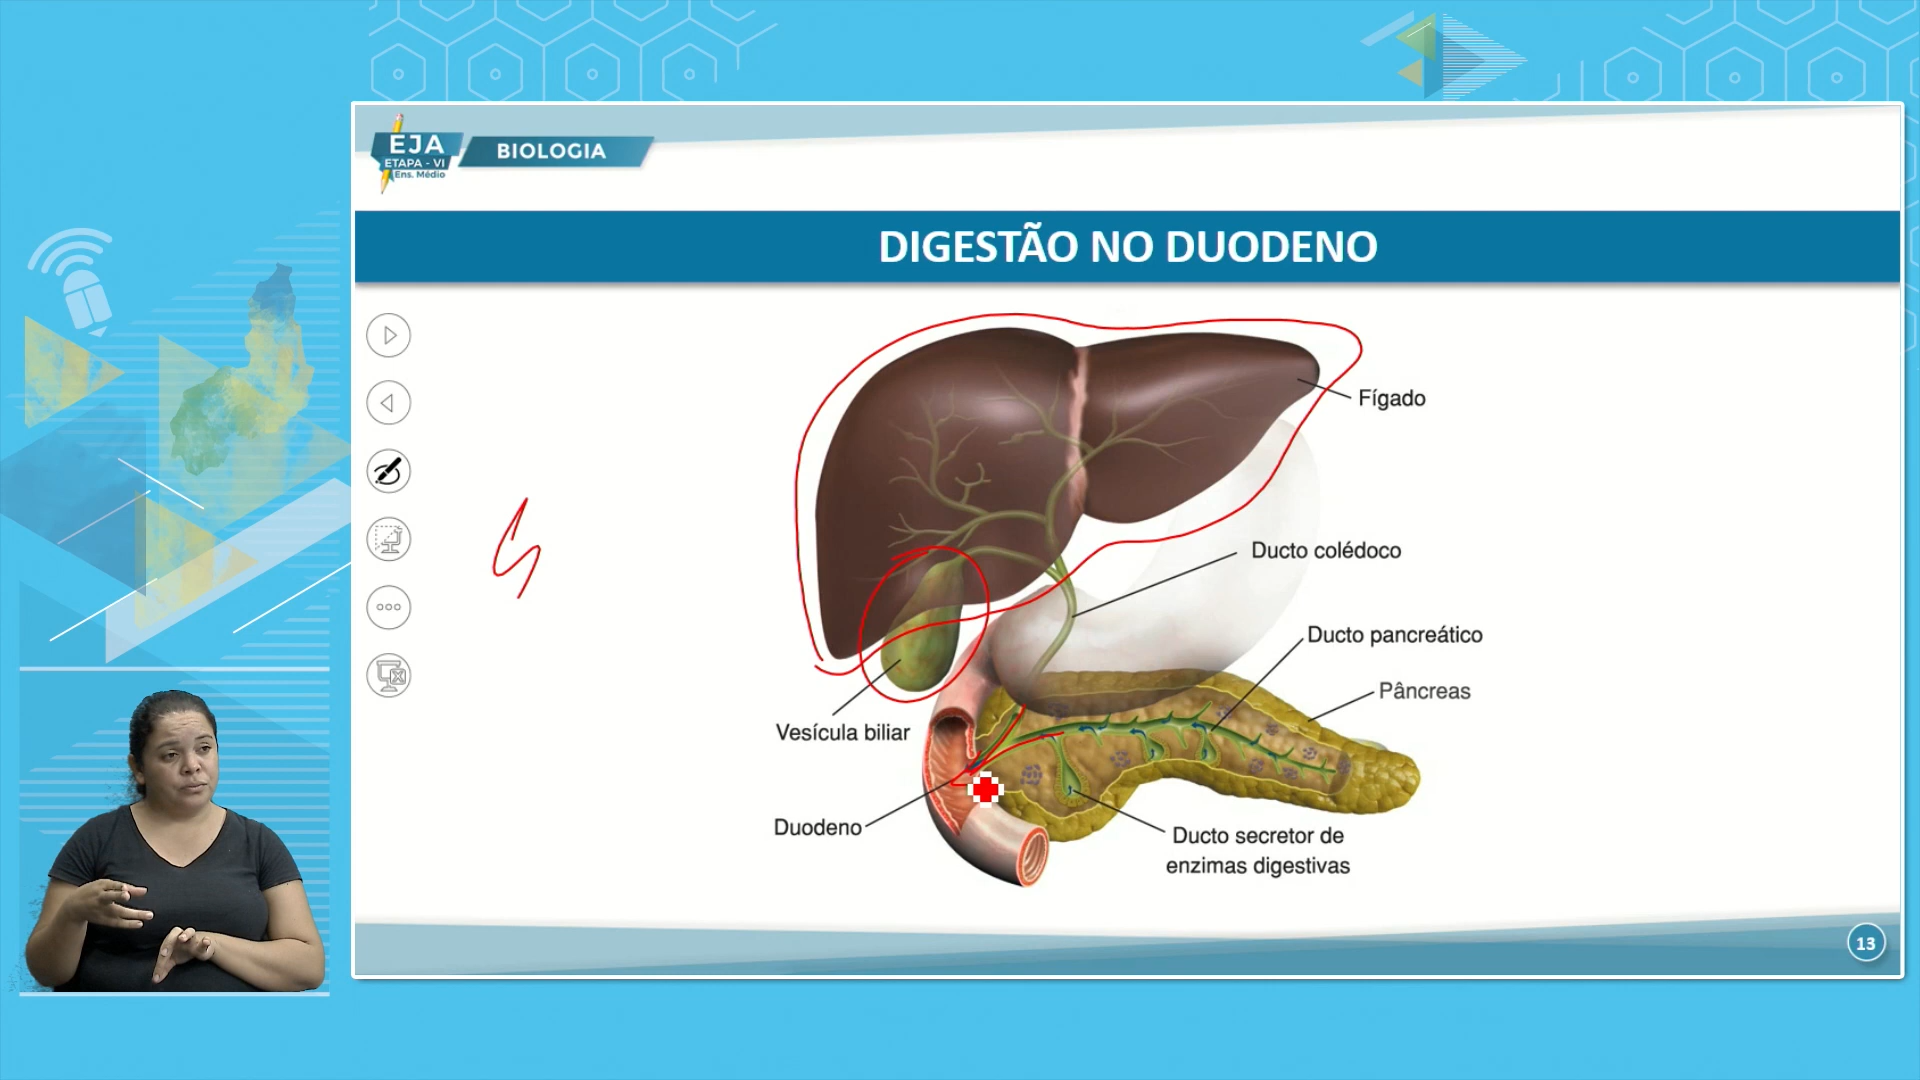 EJA
ETAPA - VI
Ens. Médio
BIOLOGIA
DIGESTÃO NO DUODENO
Fígado
Ducto colédoco
Ducto pancreático
Pâncreas
Vesícula biliar
Duodeno
Ducto secretor de
enzimas digestivas
13